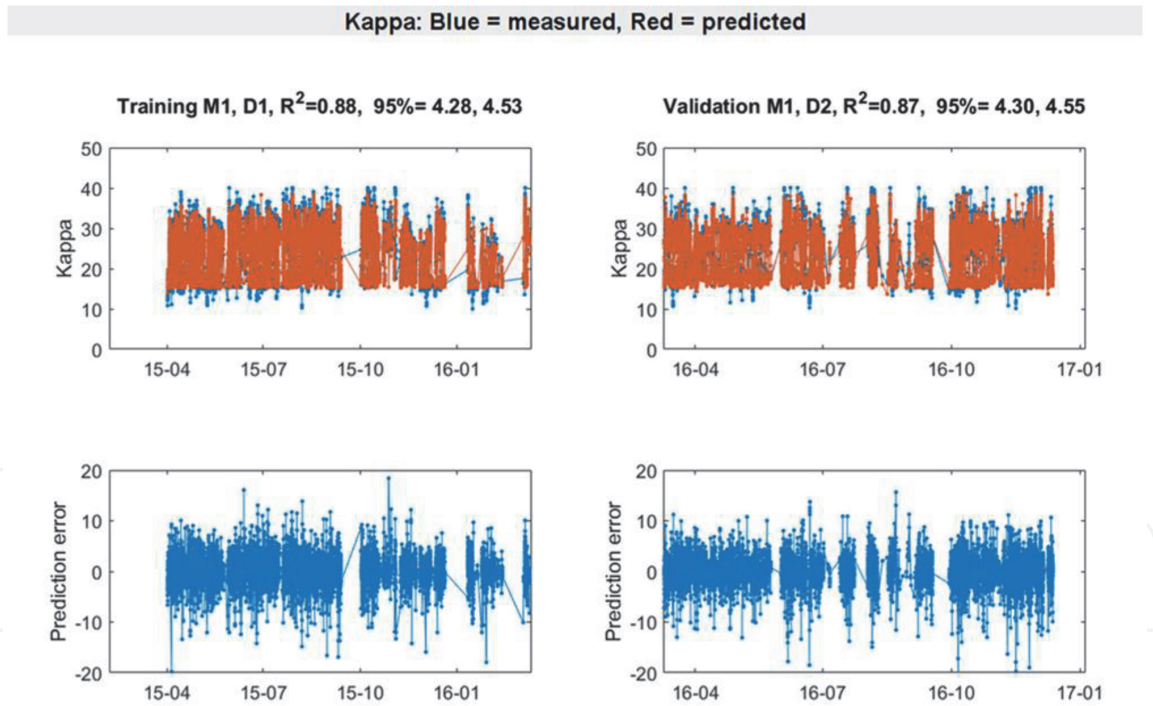 Kappa: Blue = measured, Red = predicted
Training M1, D1, R2=0.88, 95%= 4.28, 4.53
50
40
30
20
10
0
Kappa
15-04 15-07 15-10 16-01
Validation M1, D2, R2=0.87, 95%= 4.30, 4.55
50
40
30
20
10
0
Kappa
16-04 16-07 16-10 17-01
20
10
0
-10
-20
Prediction error
15-04 15-07 15-10 16-01
20
10
0
-10
-20
Prediction error
16-04 16-07 16-10 17-01